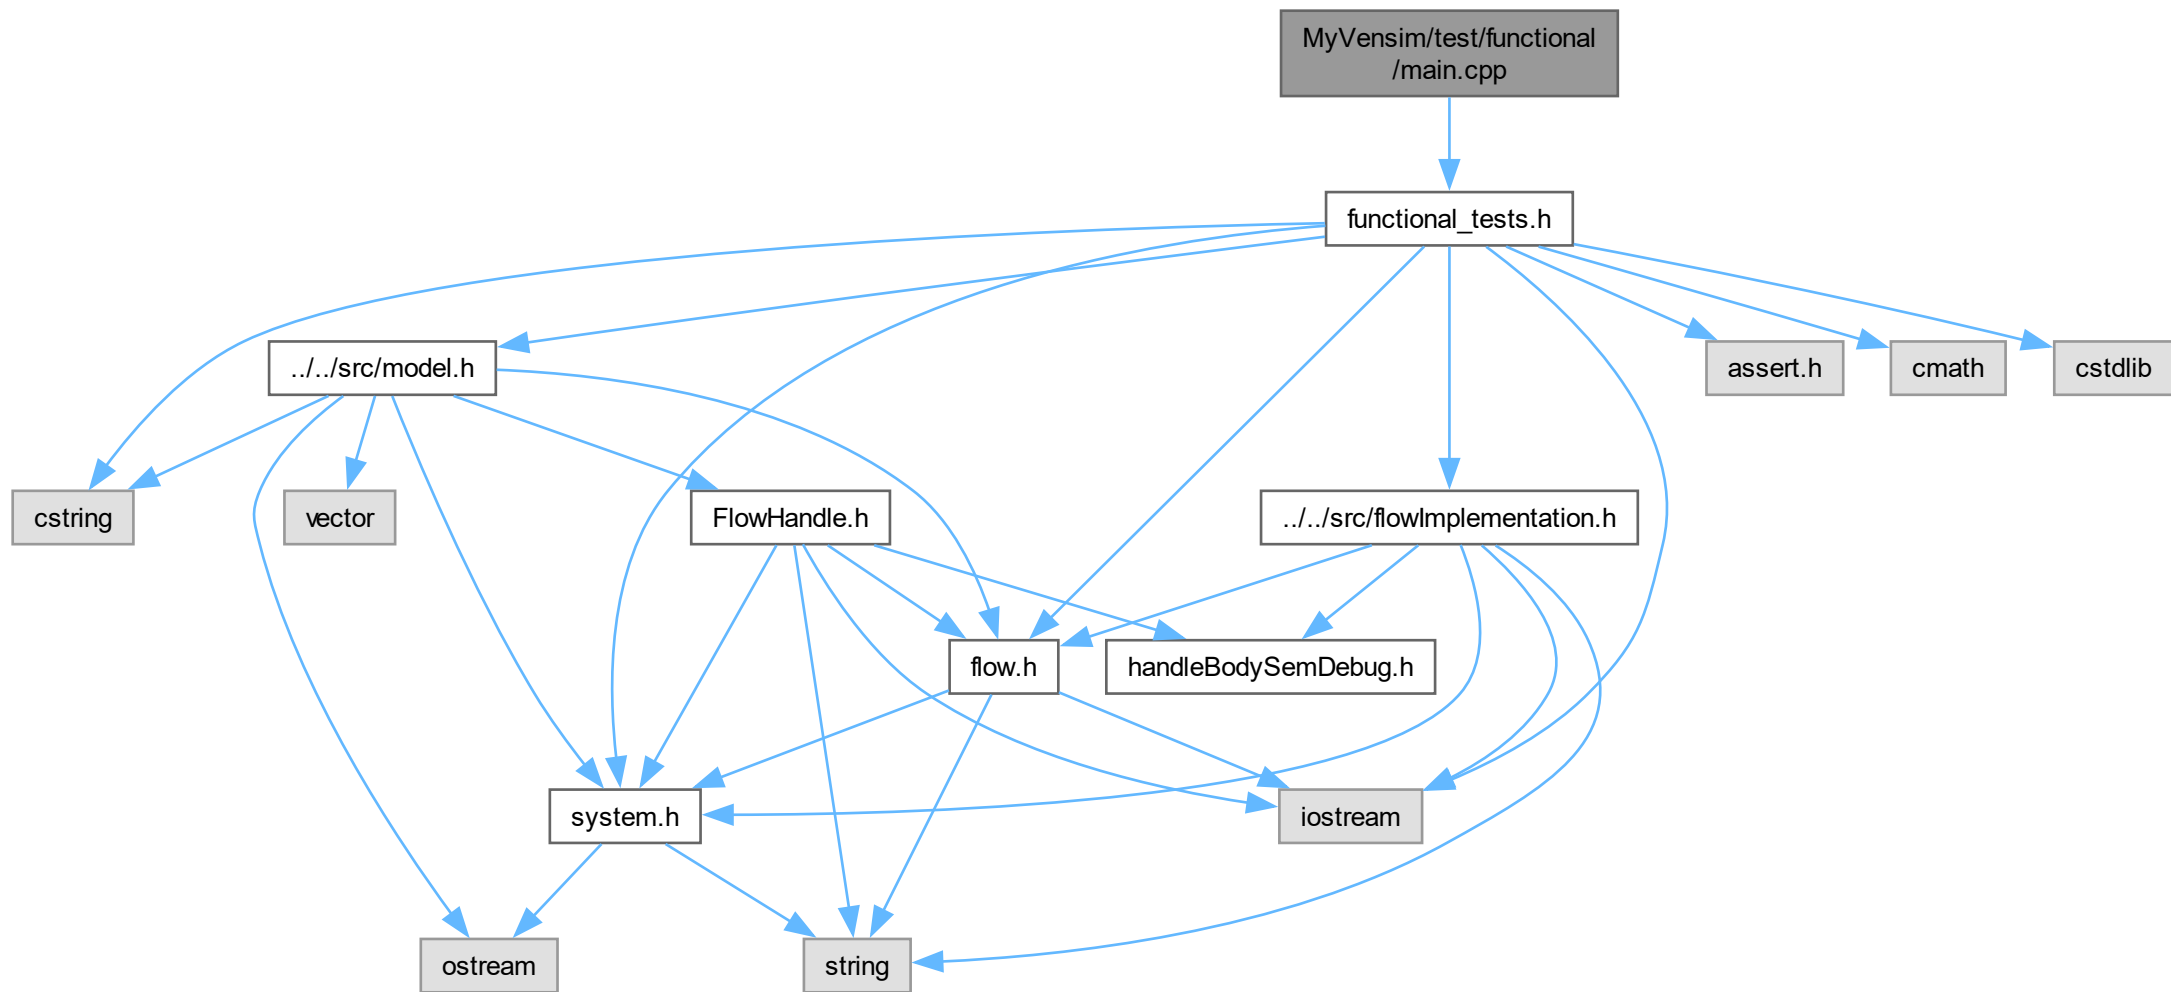 MyVensim/test/functional
/main.cpp
functional_tests.h
../../src/model.h
assert.h
cmath
cstdlib
cstring
vector
FlowHandle.h
../../src/flowImplementation.h
flow.h
handleBodySemDebug.h
system.h
iostream
ostream
string